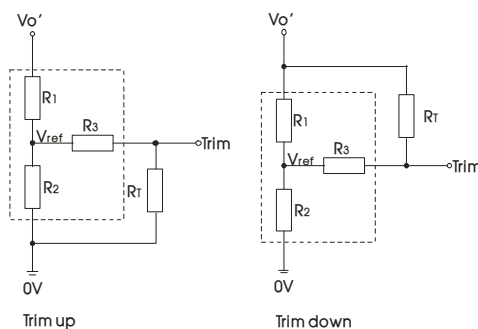 Vo'
R1
R3
Vref
Trim
R2
RT
0V
Trim up
Vo'
R1
RT
R3
Vref
Trim
R2
0V
Trim down